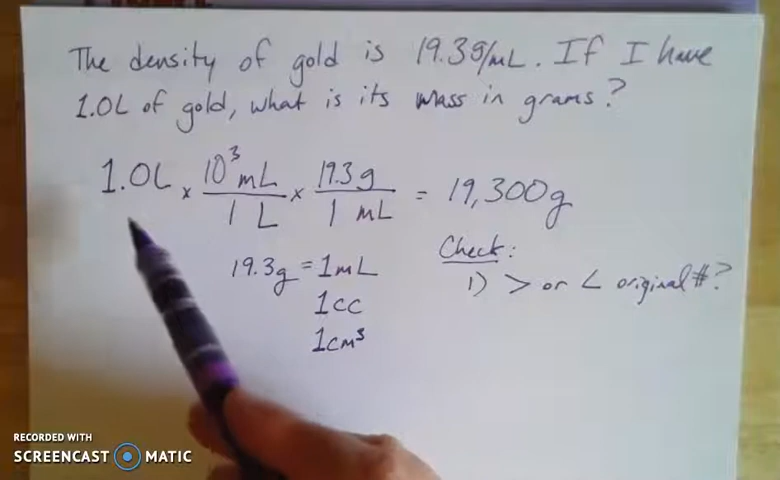 The density of gold is 19.3g/mL. If I have
1.0L of gold, what is its mass in grams?
1.0L x 10³ mL / 1 L x 19.3g / 1 mL = 19,300g
19.3g = 1mL
1cc
1cm³
Check:
1) > or < original #?
RECORDED WITH
SCREENCAST MATIC